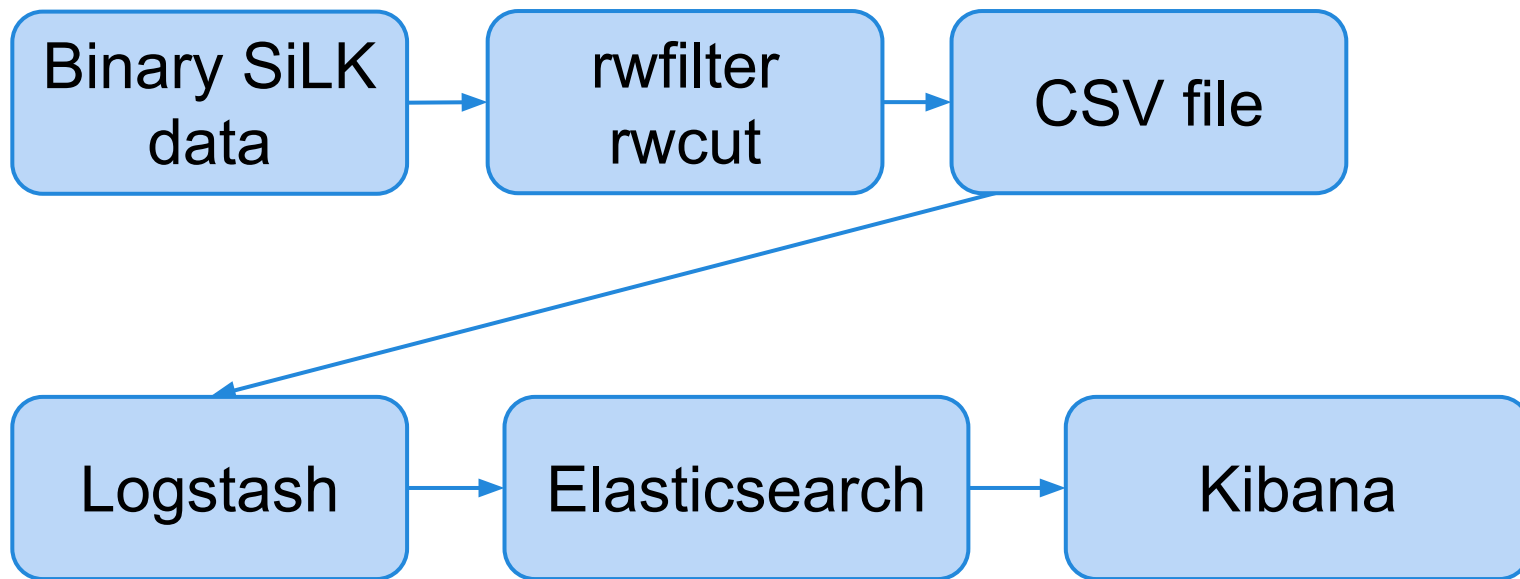 Binary SiLK
data
rwfilter
rwcut
CSV file
Logstash
Elasticsearch
Kibana